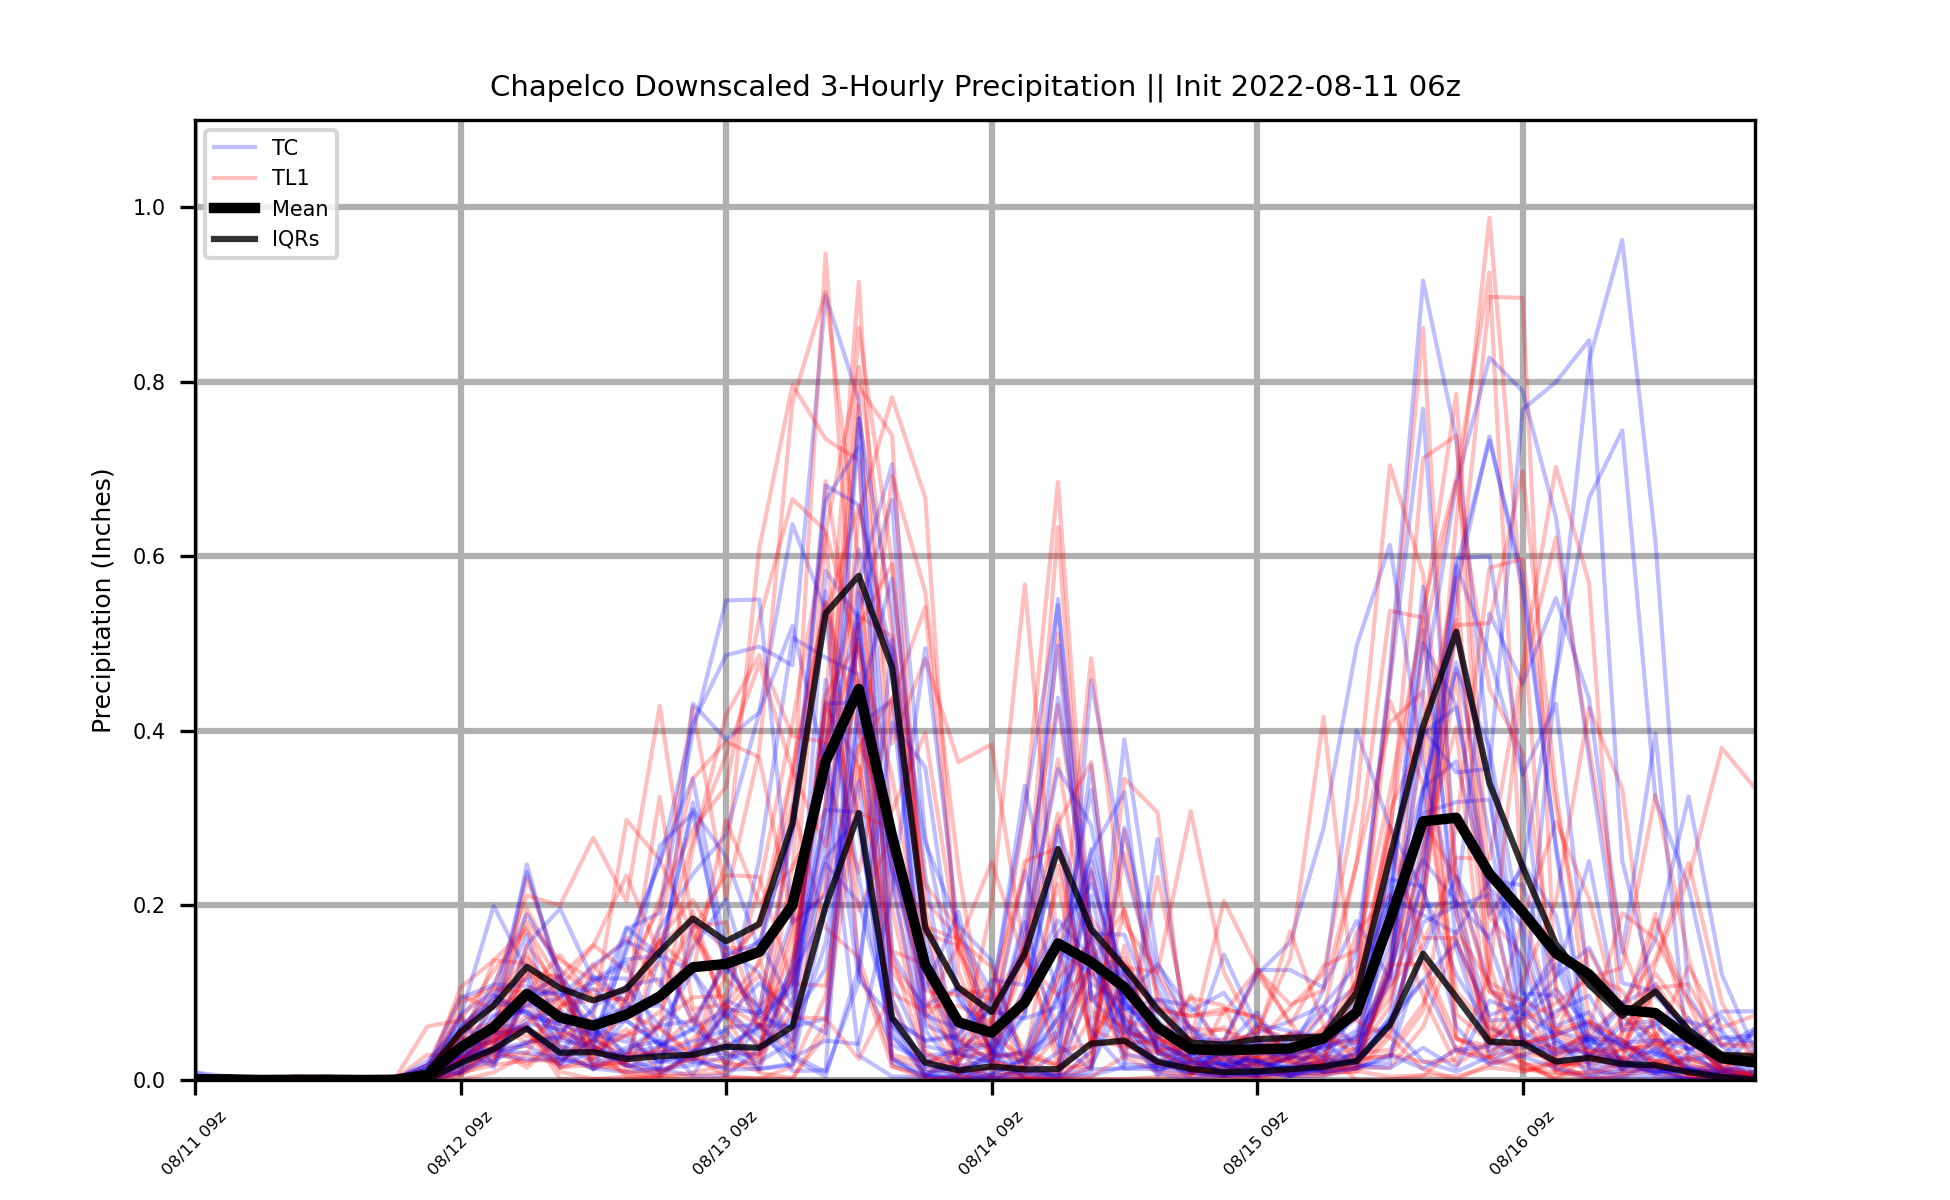 Chapelco Downscaled 3-Hourly Precipitation || Init 2022-08-11 06z
TC
TL1
Mean
IQRs
Precipitation (Inches)
1.0
0.8
0.6
0.4
0.2
0.0
08/11 09z
08/12 09z
08/13 09z
08/14 09z
08/15 09z
08/16 09z